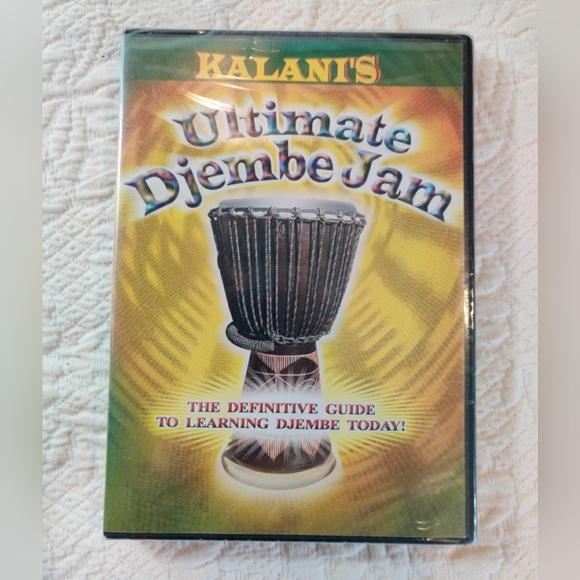 KALANI'S
Ultimate
Djembe Jam
THE DEFINITIVE GUIDE
TO LEARNING DJEMBE TODAY!